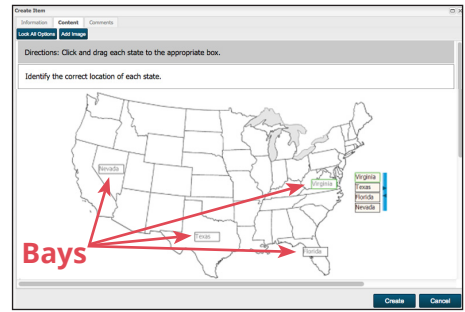 Create Item
Information Content Comments
Lock All Options Add Image
Directions: Click and drag each state to the appropriate box.
Identify the correct location of each state.
Nevada
Virginia
Texas
Florida
Virginia
Texas
Florida
Nevada
Bays
Create Cancel